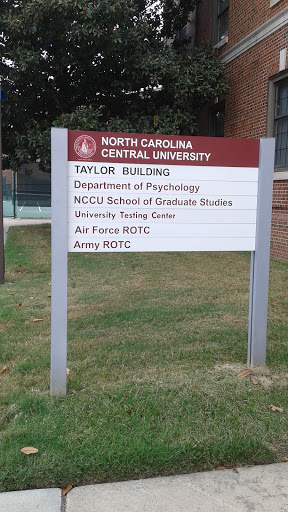 NORTH CAROLINA
CENTRAL UNIVERSITY
TAYLOR BUILDING
Department of Psychology
NCCU School of Graduate Studies
University Testing Center
Air Force ROTC
Army ROTC